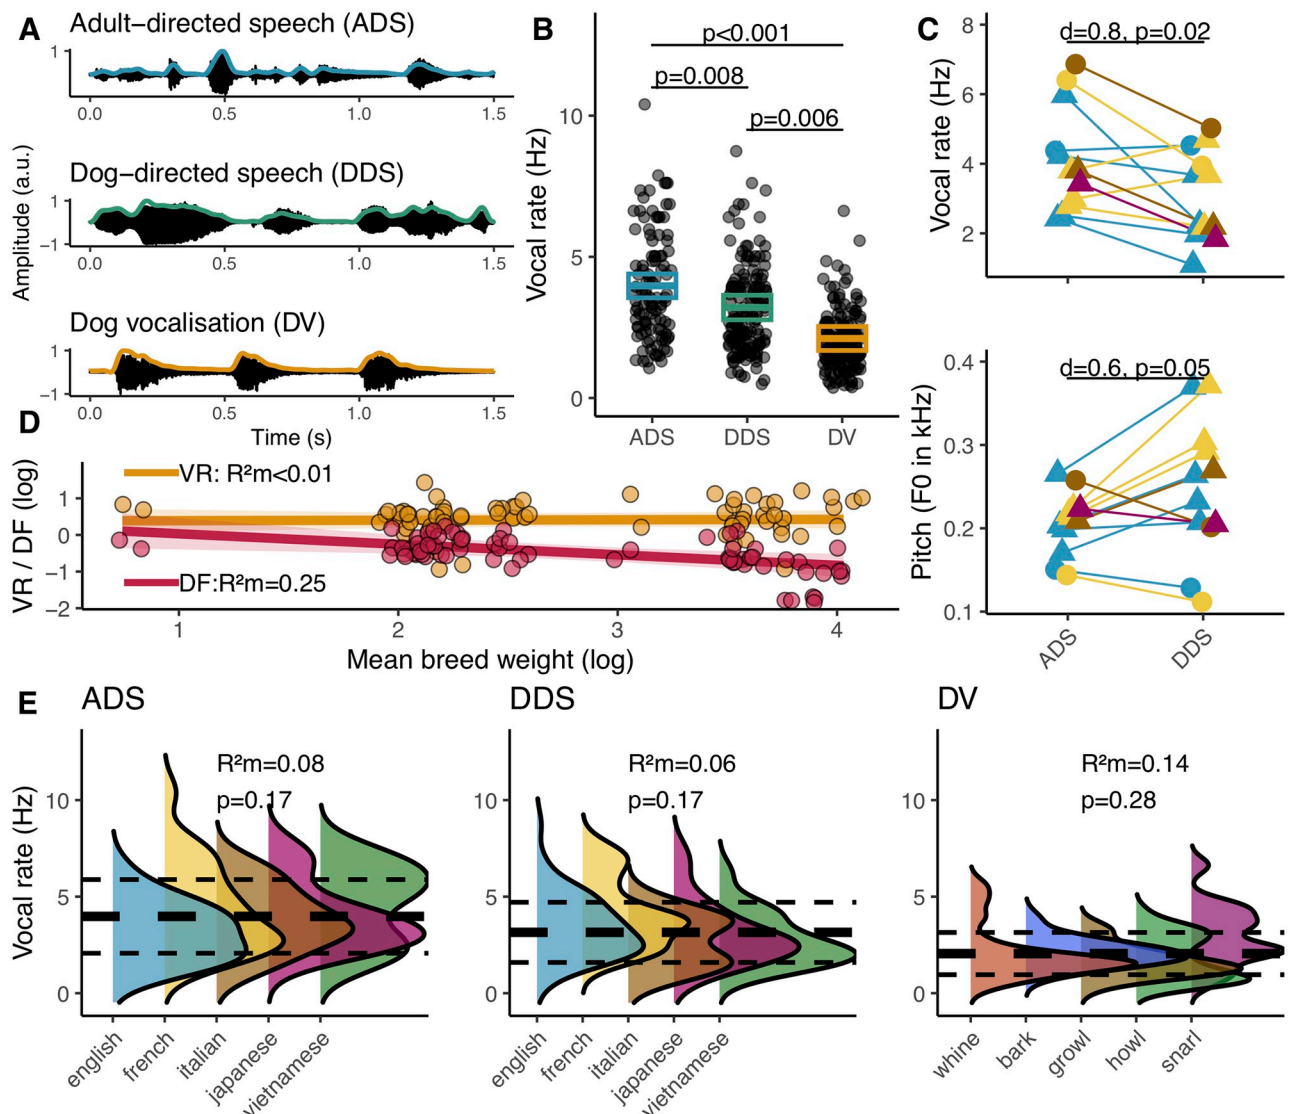 A
Adult–directed speech (ADS)
1
0.0 0.5 1.0 1.5
Dog–directed speech (DDS)
1
−1
0.0 0.5 1.0 1.5
Dog vocalisation (DV)
1
−1
0.0 0.5 1.0 1.5
Time (s)
Amplitude (a.u.)
B
p<0.001
p=0.008
p=0.006
10
5
0
Vocal rate (Hz)
ADS DDS DV
C
d=0.8, p=0.02
8
6
4
2
Vocal rate (Hz)
d=0.6, p=0.05
0.4
0.3
0.2
0.1
Pitch (F0 in kHz)
ADS DDS
D
VR: R²m<0.01
DF:R²m=0.25
1
0
−1
−2
VR / DF (log)
1 2 3 4
Mean breed weight (log)
E
ADS
R²m=0.08
p=0.17
10
5
0
Vocal rate (Hz)
english french italian japanese vietnamese
DDS
R²m=0.06
p=0.17
10
5
0
english french italian japanese vietnamese
DV
R²m=0.14
p=0.28
10
5
0
whine bark growl howl snarl